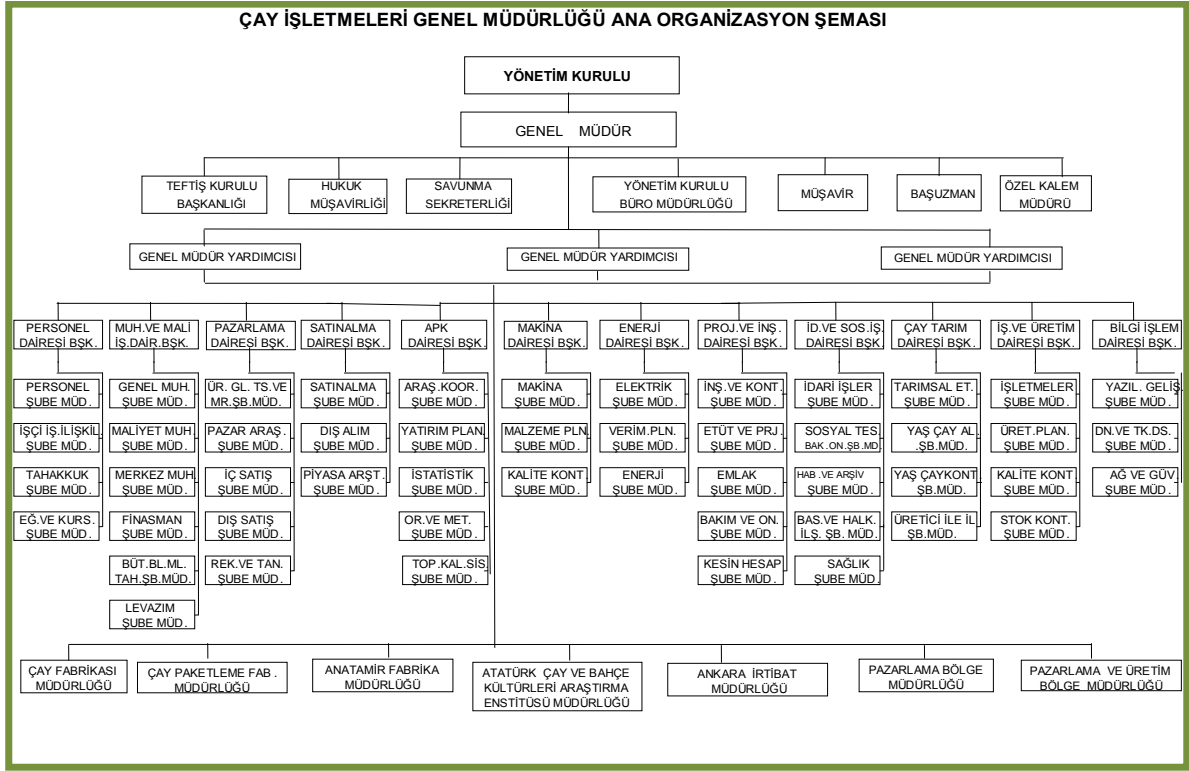 ÇAY İŞLETMELERİ GENEL MÜDÜRLÜĞÜ ANA ORGANİZASYON ŞEMASI
YÖNETİM KURULU
GENEL MÜDÜR
TEFTİŞ KURULU
BAŞKANLIĞI
HUKUK
MÜŞAVİRLİĞİ
SAVUNMA
SEKRETERLİĞİ
YÖNETİM KURULU
BÜRO MÜDÜRLÜĞÜ
MÜŞAVİR
BAŞUZMAN
ÖZEL KALEM
MÜDÜRÜ
GENEL MÜDÜR YARDIMCISI
GENEL MÜDÜR YARDIMCISI
GENEL MÜDÜR YARDIMCISI
PERSONEL
DAİRESİ BŞK.
MUH.VE MALİ
İŞ.DAİR.BŞK.
PAZARLAMA
DAİRESİ BŞK.
SATINALMA
DAİRESİ BŞK.
APK
DAİRESİ BŞK.
MAKİNA
DAİRESİ BŞK.
ENERJİ
DAİRESİ BŞK.
PROJ.VE İNŞ.
DAİRESİ BŞK.
İD.VE SOS.İŞ.
DAİRESİ BŞK.
ÇAY TARIM
DAİRESİ BŞK.
İŞ.VE ÜRETİM
DAİRESİ BŞK.
BİLGİ İŞLEM
DAİRESİ BŞK.
PERSONEL
ŞUBE MÜD.
GENEL MUH.
ŞUBE MÜD.
ÜR. GL. TS.VE
MR.ŞB.MÜD.
SATINALMA
ŞUBE MÜD.
ARAŞ.KOOR.
ŞUBE MÜD.
MAKİNA
ŞUBE MÜD.
ELEKTRİK
ŞUBE MÜD.
İNŞ.VE KONT.
ŞUBE MÜD.
İDARİ İŞLER
ŞUBE MÜD.
TARIMSAL ET.
ŞUBE MÜD.
İŞLETMELER
ŞUBE MÜD.
YAZIL. GELİŞ.
ŞUBE MÜD.
İŞÇİ İŞ.İLİŞKİL.
ŞUBE MÜD.
MALİYET MUH.
ŞUBE MÜD.
PAZAR ARAŞ.
ŞUBE MÜD.
DIŞ ALIM
ŞUBE MÜD.
YATIRIM PLAN.
ŞUBE MÜD.
MALZEME PLN.
ŞUBE MÜD.
VERİM.PLN.
ŞUBE MÜD.
ETÜT VE PRJ.
ŞUBE MÜD.
SOSYAL TES.
BAK.ON.ŞB.MD.
YAŞ ÇAY AL
.ŞB.MÜD.
ÜRET.PLAN.
ŞUBE MÜD.
DN.VE TK.DS.
ŞUBE MÜD.
TAHAKKUK
ŞUBE MÜD.
MERKEZ MUH.
ŞUBE MÜD.
İÇ SATIŞ
ŞUBE MÜD.
PİYASA ARŞT.
ŞUBE MÜD.
İSTATİSTİK
ŞUBE MÜD.
KALİTE KONT.
ŞUBE MÜD.
ENERJİ
ŞUBE MÜD.
EMLAK
ŞUBE MÜD.
HAB.VE ARŞİV
ŞUBE MÜD.
YAŞ ÇAYKONT.
ŞB.MÜD.
KALİTE KONT.
ŞUBE MÜD.
AĞ VE GÜV.
ŞUBE MÜD.
EĞ.VE KURS.
ŞUBE MÜD.
FİNASMAN
ŞUBE MÜD.
DIŞ SATIŞ
ŞUBE MÜD.
OR.VE MET.
ŞUBE MÜD.
BAKIM VE ON.
ŞUBE MÜD.
BAS.VE HALK.
İLŞ. ŞB. MÜD.
ÜRETİCİ İLE İL
ŞB.MÜD.
STOK KONT.
ŞUBE MÜD.
BÜT.BL.ML.
TAH.ŞB.MÜD.
REK.VE TAN.
ŞUBE MÜD.
TOP.KAL.SİS.
ŞUBE MÜD.
KESİN HESAP
ŞUBE MÜD.
SAĞLIK
ŞUBE MÜD.
LEVAZIM
ŞUBE MÜD.
ÇAY FABRİKASI
MÜDÜRLÜĞÜ
ÇAY PAKETLEME FAB.
MÜDÜRLÜĞÜ
ANATAMİR FABRİKA
MÜDÜRLÜĞÜ
ATATÜRK ÇAY VE BAHÇE
KÜLTÜRLERİ ARAŞTIRMA
ENSTİTÜSÜ MÜDÜRLÜĞÜ
ANKARA İRTİBAT
MÜDÜRLÜĞÜ
PAZARLAMA BÖLGE
MÜDÜRLÜĞÜ
PAZARLAMA VE ÜRETİM
BÖLGE MÜDÜRLÜĞÜ